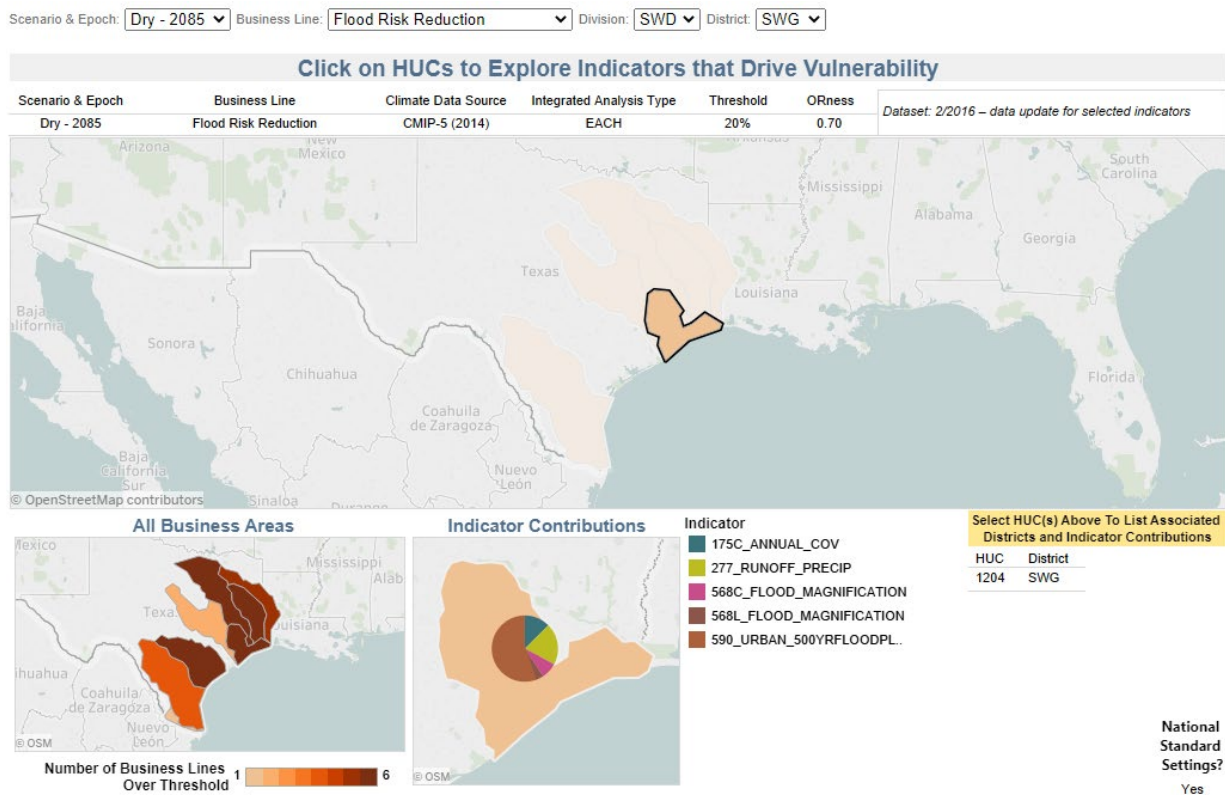 Scenario & Epoch: Dry - 2085 Business Line: Flood Risk Reduction Division: SWD District: SWG
Click on HUCs to Explore Indicators that Drive Vulnerability
Scenario & Epoch Business Line Climate Data Source Integrated Analysis Type Threshold ORness
Dry - 2085 Flood Risk Reduction CMIP-5 (2014) EACH 20% 0.70
Dataset: 2/2016 – data update for selected indicators
Arizona
New
Mexico
Arkansas
South
Carolina
Mississippi
Alabama
Georgia
Texas
Louisiana
Baja
California
Sonora
Chihuahua
Florida
Coahuila
de Zaragoza
Baja
California
Sur
Nuevo
León
© OpenStreetMap contributors
Sinaloa
Durango
All Business Areas
Mexico
Mississippi
Alab
Texas
Louisiana
Chihuahua
Coahuila
de Zaragoza
Nuevo
León
© OSM
Number of Business Lines
Over Threshold
1 6
Indicator Contributions
© OSM
Indicator
175C_ANNUAL_COV
277_RUNOFF_PRECIP
568C_FLOOD_MAGNIFICATION
568L_FLOOD_MAGNIFICATION
590_URBAN_500YRFLOODPL..
Select HUC(s) Above To List Associated
Districts and Indicator Contributions
HUC District
1204 SWG
National
Standard
Settings?
Yes